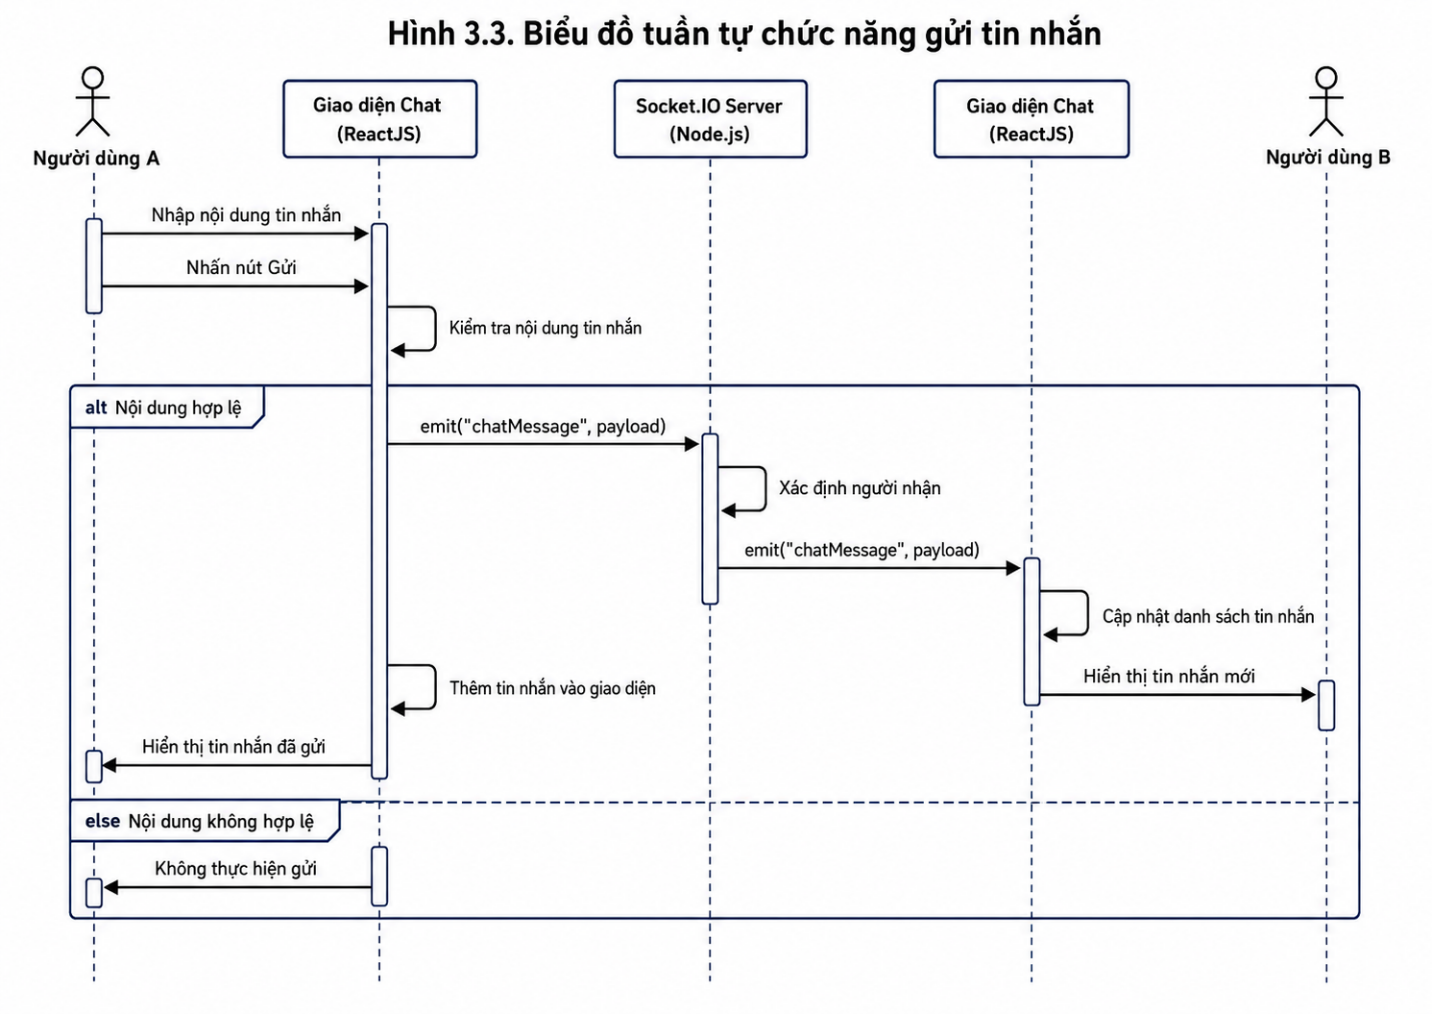 Hình 3.3. Biểu đồ tuần tự chức năng gửi tin nhắn
Người dùng A
Giao diện Chat
(ReactJS)
Socket.IO Server
(Node.js)
Giao diện Chat
(ReactJS)
Người dùng B
Nhập nội dung tin nhắn
Nhấn nút Gửi
Kiểm tra nội dung tin nhắn
alt Nội dung hợp lệ
emit("chatMessage", payload)
Xác định người nhận
emit("chatMessage", payload)
Cập nhật danh sách tin nhắn
Hiển thị tin nhắn mới
Thêm tin nhắn vào giao diện
Hiển thị tin nhắn đã gửi
else Nội dung không hợp lệ
Không thực hiện gửi